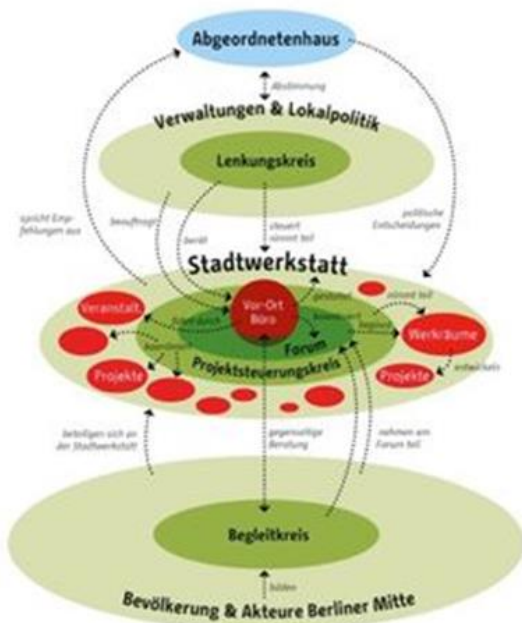 Abgeordnetenhaus
Abstimmung
Verwaltungen & Lokalpolitik
Lenkungskreis
spricht Emp-
fehlungen aus
beauftragt
berät
steuert
nimmt teil
politische
Entscheidungen
Stadtwerkstatt
Veranstalt.
Vor-Ort
Büro
nimmt teil
Werkräume
Forum
Projektsteuerungskreis
Projekte
Projekte
entwickeln
beteiligen sich an
der Stadtwerkstatt
gegenseitige
Beratung
nehmen am
Forum teil
Begleitkreis
bilden
Bevölkerung & Akteure Berliner Mitte